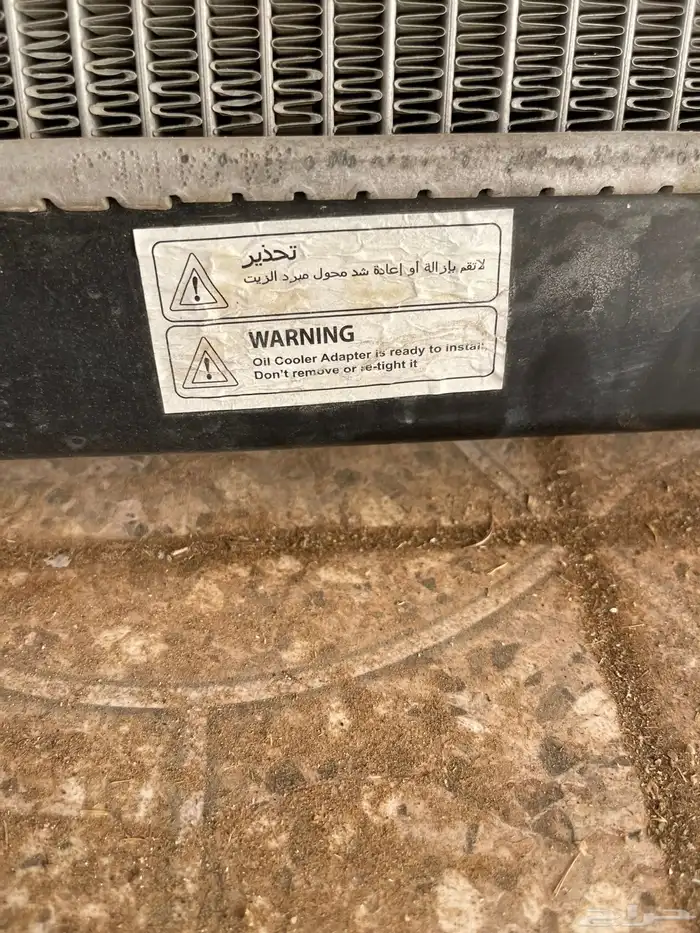 تحذير
لاتقم بإزالة أو إعادة شد محول مبرد الزيت
WARNING
Oil Cooler Adapter is ready to install,
Don't remove or re-tight it
حراج